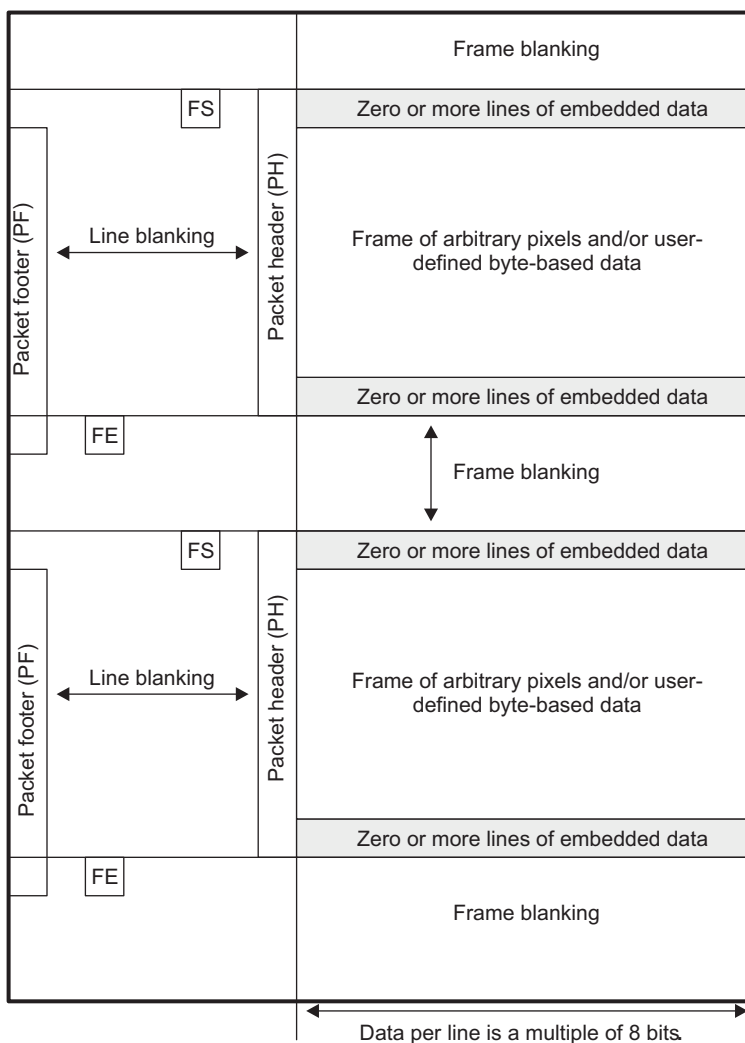 Frame blanking
FS
Zero or more lines of embedded data
Packet footer (PF)
Line blanking
Packet header (PH)
Frame of arbitrary pixels and/or user-
defined byte-based data
Zero or more lines of embedded data
FE
Frame blanking
FS
Zero or more lines of embedded data
Packet footer (PF)
Line blanking
Packet header (PH)
Frame of arbitrary pixels and/or user-
defined byte-based data
Zero or more lines of embedded data
FE
Frame blanking
Data per line is a multiple of 8 bits.